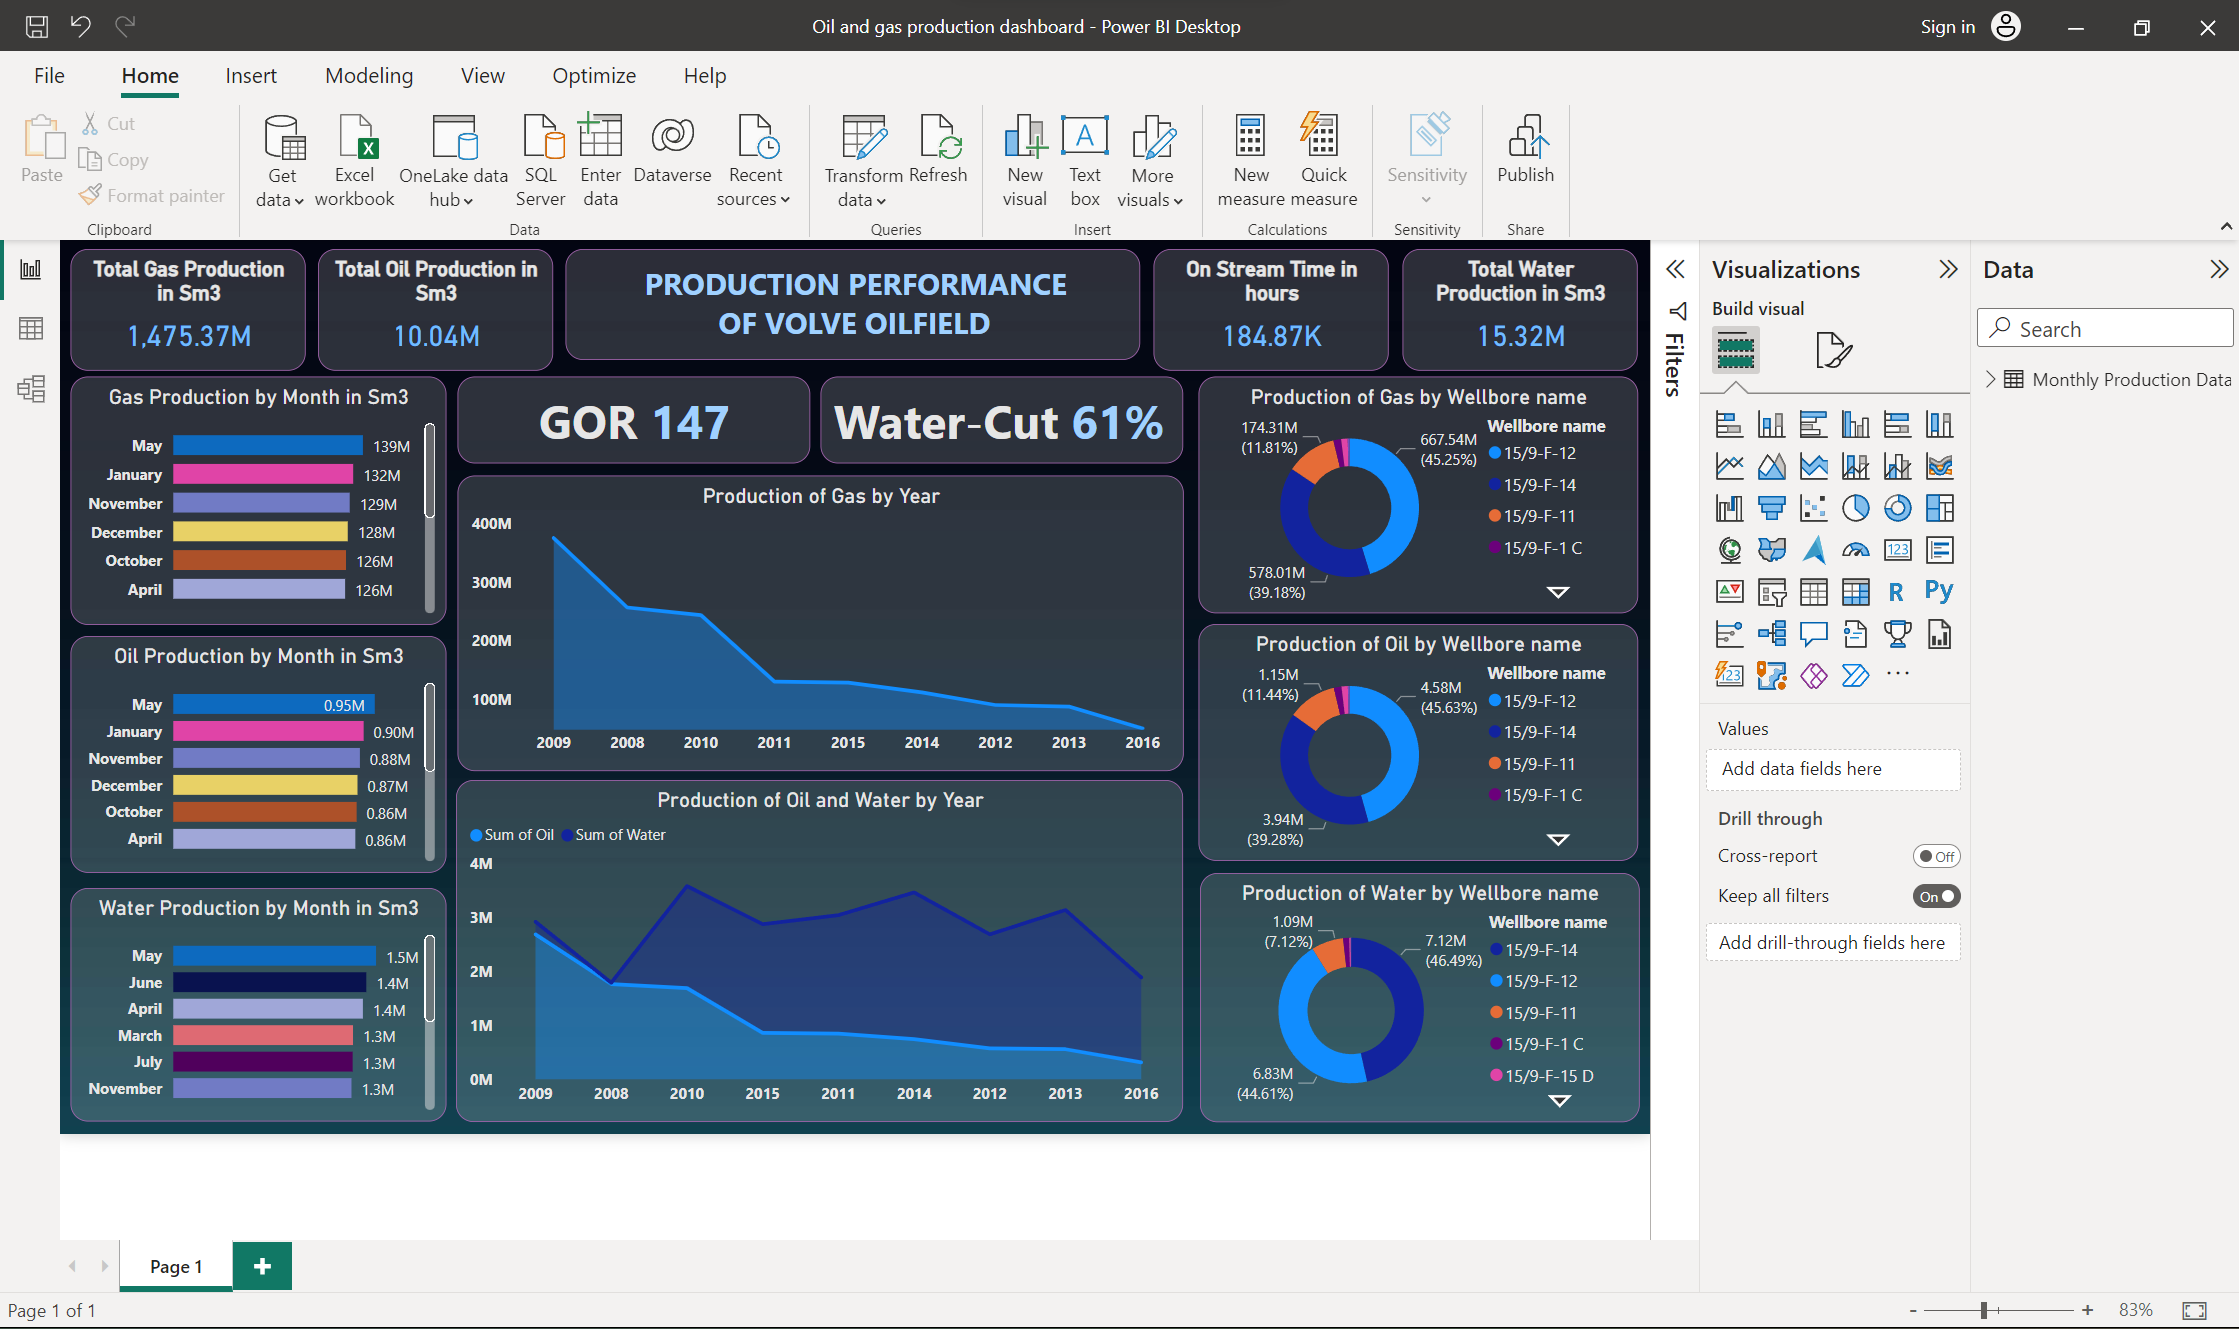 Oil and gas production dashboard - Power BI Desktop
Sign in
File
Home
Insert
Modeling
View
Optimize
Help
Paste
Cut
Copy
Format painter
Clipboard
Get
data
Excel
workbook
OneLake data
hub
SQL
Server
Enter
data
Dataverse
Recent
sources
Data
Transform
data
Refresh
Queries
New
visual
Text
box
More
visuals
Insert
New
measure
Quick
measure
Calculations
Sensitivity
Sensitivity
Publish
Share
Total Gas Production
in Sm3
1,475.37M
Total Oil Production in
Sm3
10.04M
PRODUCTION PERFORMANCE
OF VOLVE OILFIELD
On Stream Time in
hours
184.87K
Total Water
Production in Sm3
15.32M
Gas Production by Month in Sm3
May 139M
January 132M
November 129M
December 128M
October 126M
April 126M
GOR 147
Water-Cut 61%
Production of Gas by Year
400M
300M
200M
100M
2009 2008 2010 2011 2015 2014 2012 2013 2016
Production of Gas by Wellbore name
174.31M
(11.81%)
667.54M
(45.25%)
578.01M
(39.18%)
Wellbore name
15/9-F-12
15/9-F-14
15/9-F-11
15/9-F-1 C
Oil Production by Month in Sm3
May 0.95M
January 0.90M
November 0.88M
December 0.87M
October 0.86M
April 0.86M
Production of Oil by Wellbore name
1.15M
(11.44%)
4.58M
(45.63%)
3.94M
(39.28%)
Wellbore name
15/9-F-12
15/9-F-14
15/9-F-11
15/9-F-1 C
Production of Oil and Water by Year
Sum of Oil Sum of Water
4M
3M
2M
1M
0M
2009 2008 2010 2015 2011 2014 2012 2013 2016
Water Production by Month in Sm3
May 1.5M
June 1.4M
April 1.4M
March 1.3M
July 1.3M
November 1.3M
Production of Water by Wellbore name
1.09M
(7.12%)
7.12M
(46.49%)
6.83M
(44.61%)
Wellbore name
15/9-F-14
15/9-F-12
15/9-F-11
15/9-F-1 C
15/9-F-15 D
Filters
Visualizations
Build visual
123
R
Py
123
Values
Add data fields here
Drill through
Cross-report
Off
Keep all filters
On
Add drill-through fields here
Data
Search
Monthly Production Data
Page 1
Page 1 of 1
- + 83%